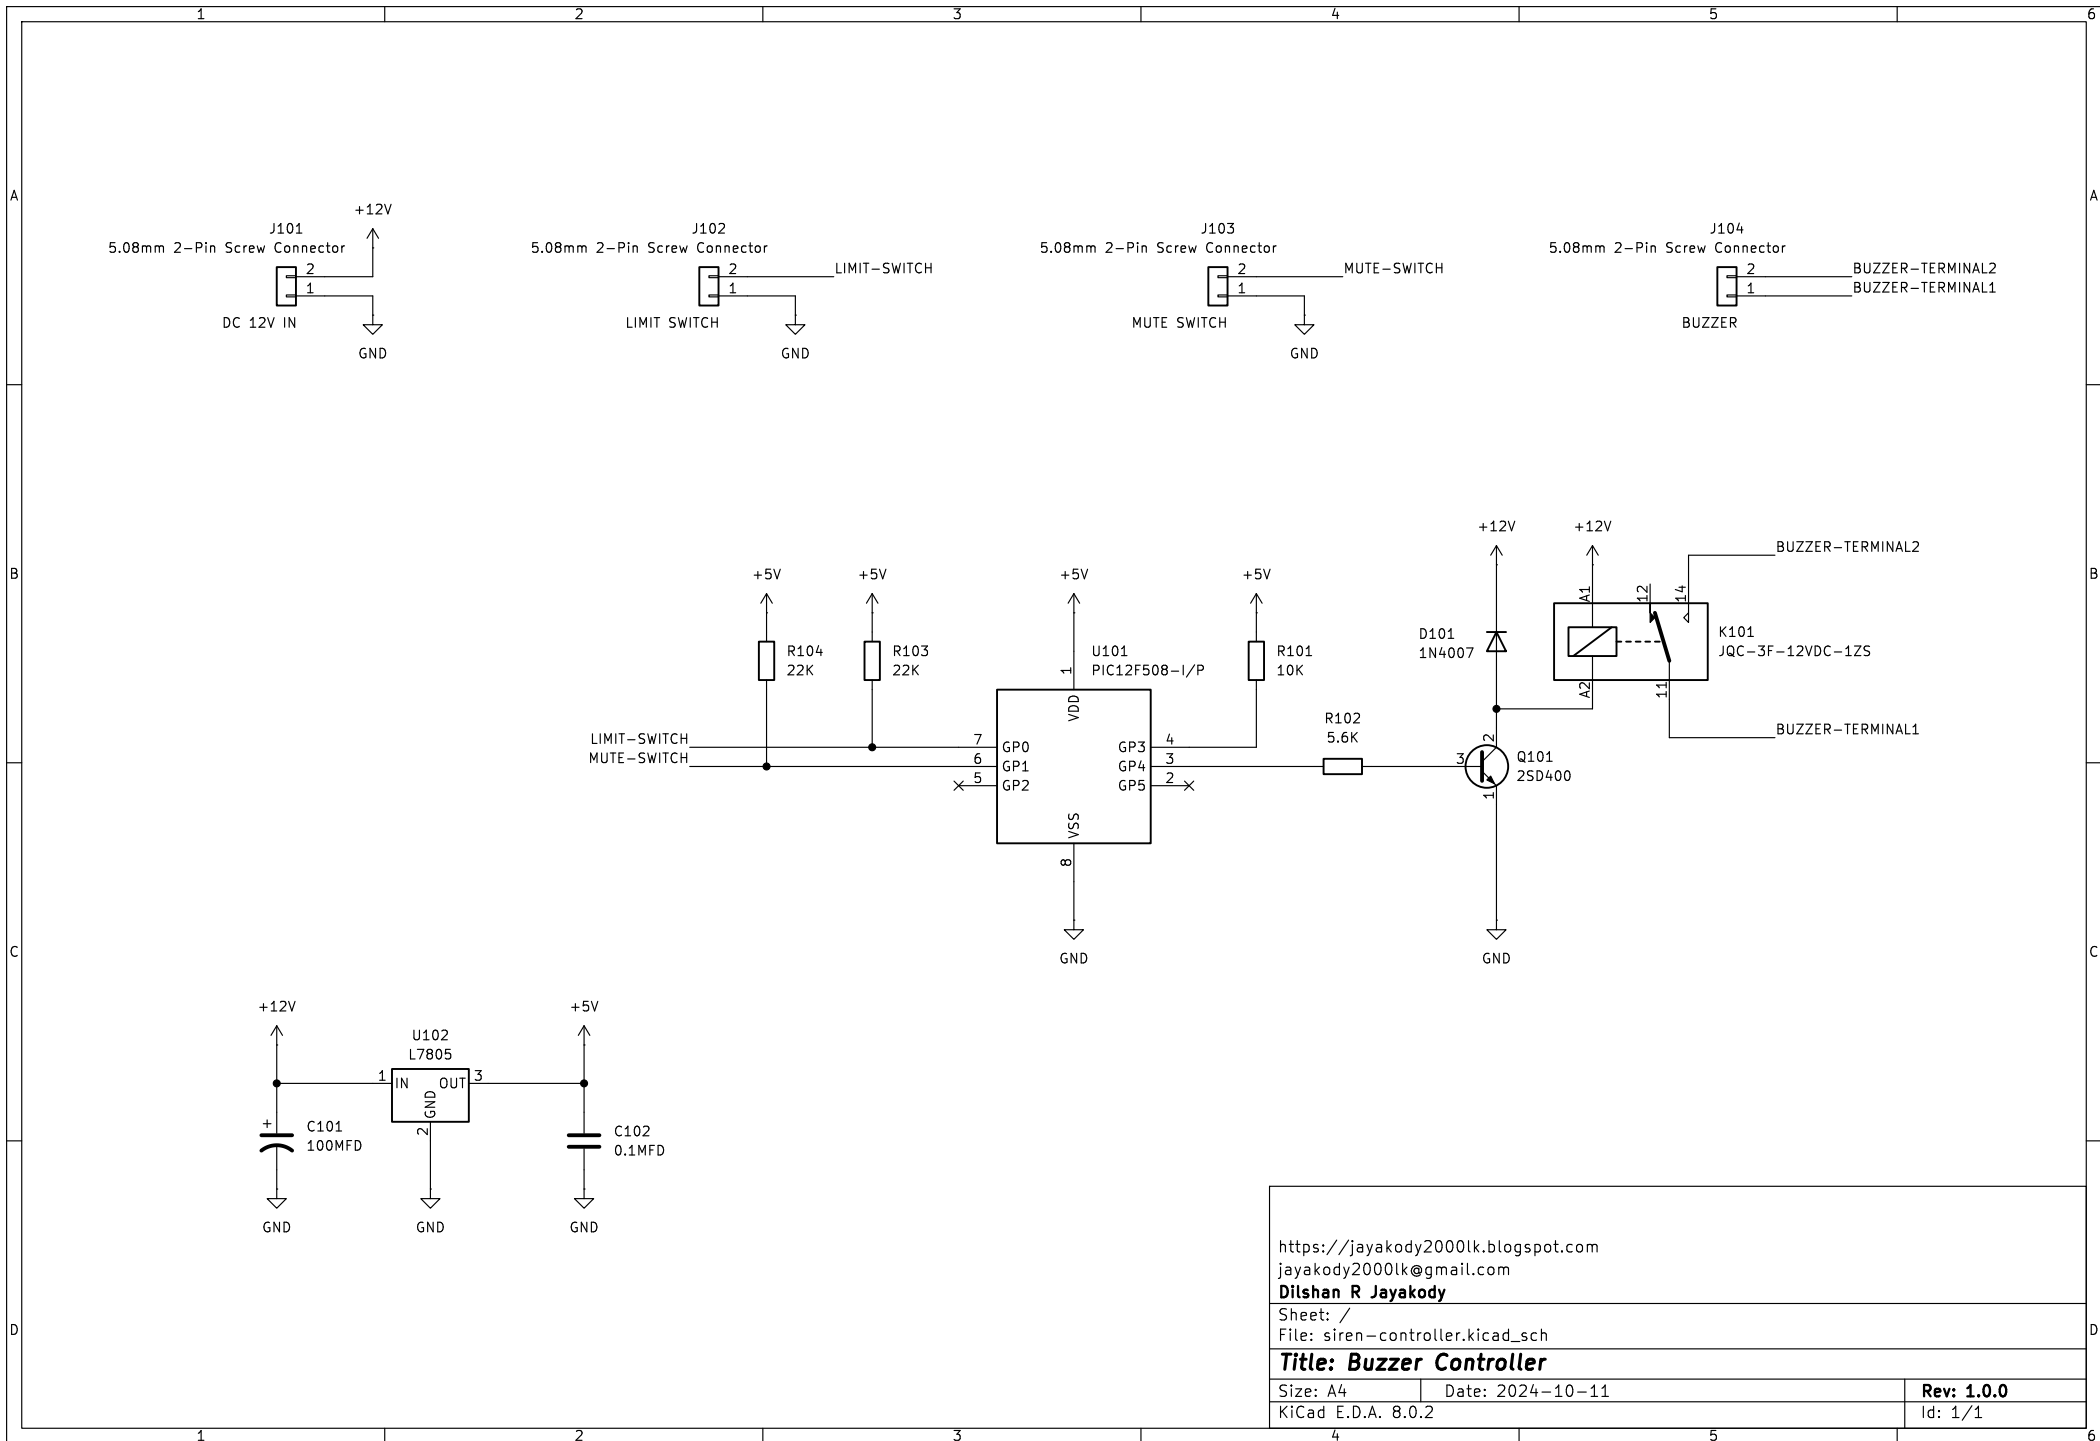 1 2 3 4 5 6
A A
+12V
J101 J102 J103 J104
5.08mm 2-Pin Screw Connector 5.08mm 2-Pin Screw Connector 5.08mm 2-Pin Screw Connector 5.08mm 2-Pin Screw Connector
2 2 LIMIT-SWITCH 2 MUTE-SWITCH 2 BUZZER-TERMINAL2
1 1 1 1 BUZZER-TERMINAL1
DC 12V IN LIMIT SWITCH MUTE SWITCH BUZZER
GND GND GND
+12V +12V
BUZZER-TERMINAL2
B +5V +5V +5V +5V B
A1 12 14
D101 K101
1N4007 JQC-3F-12VDC-1ZS
R104 R103 U101 R101
22K 22K 1 PIC12F508-I/P 10K
A2 11
VDD
R102
5.6K
BUZZER-TERMINAL1
LIMIT-SWITCH 7 GP0 GP3 4 2
MUTE-SWITCH 6 GP1 GP4 3 3 Q101
5 GP2 GP5 2 2SD400
1
VSS
8
C C
GND GND
+12V +5V
U102
L7805
1 IN OUT 3
GND
2
+ C101 C102
100MFD 0.1MFD
GND GND GND
https://jayakody2000lk.blogspot.com
jayakody2000lk@gmail.com
Dilshan R Jayakody
Sheet: /
D D
File: siren-controller.kicad_sch
Title: Buzzer Controller
Size: A4 Date: 2024-10-11 Rev: 1.0.0
KiCad E.D.A. 8.0.2 Id: 1/1
1 2 3 4 5 6